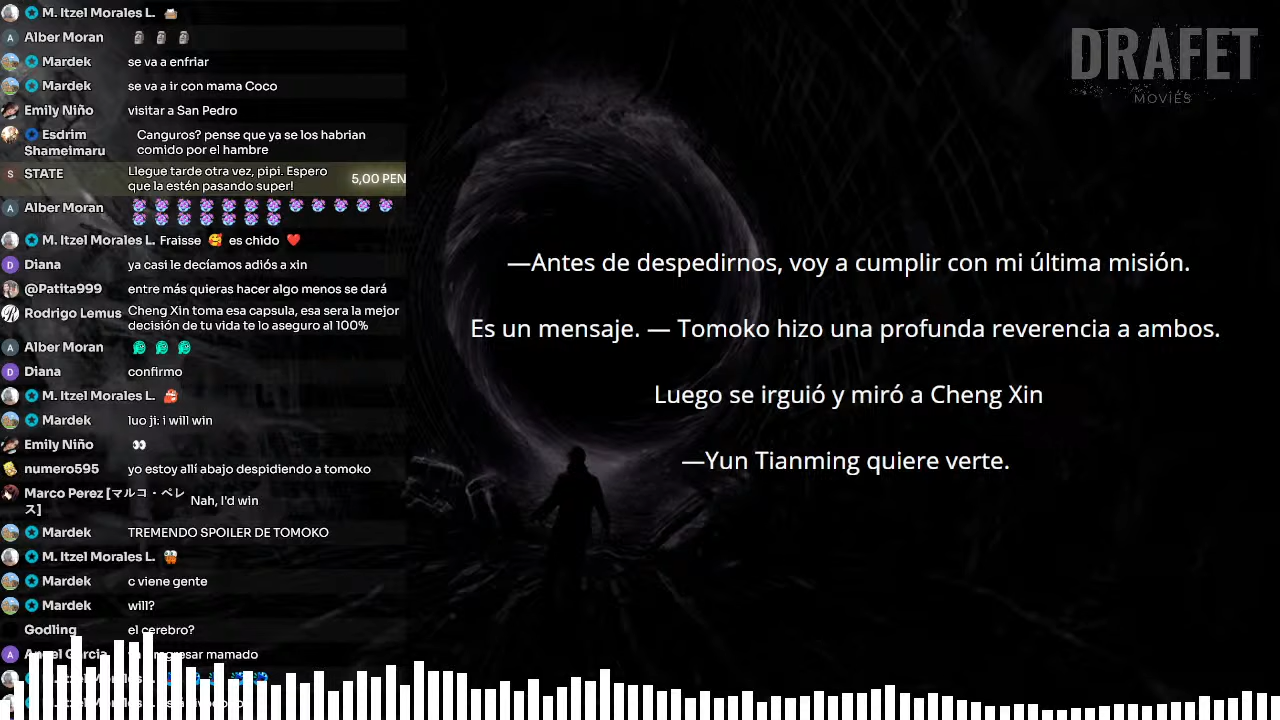 M. Itzel Morales L.
Alber Moran
Mardek se va a enfriar
Mardek se va a ir con mama Coco
Emily Niño visitar a San Pedro
Esdrim Canguros? pense que ya se los habrian
Shameimaru comido por el hambre
STATE Llegue tarde otra vez, pipi. Espero
que la estén pasando super! 5,00 PEN
Alber Moran
M. Itzel Morales L. Fraisse 🥰 es chido ❤️
Diana ya casi le decíamos adiós a xin
@Patita999 entre más quieras hacer algo menos se dará
Rodrigo Lemus Cheng Xin toma esa capsula, esa sera la mejor
decisión de tu vida te lo aseguro al 100%
Alber Moran
Diana confirmo
M. Itzel Morales L.
Mardek luo ji: i will win
Emily Niño 👀
numero595 yo estoy allí abajo despidiendo a tomoko
Marco Perez [マルコ・ペレ Nah, I'd win
ス]
Mardek TREMENDO SPOILER DE TOMOKO
M. Itzel Morales L.
Mardek c viene gente
Mardek will?
Godling el cerebro?
Angel Garcia regresar mamado
DRAFET
MOVIES
—Antes de despedirnos, voy a cumplir con mi última misión.
Es un mensaje. — Tomoko hizo una profunda reverencia a ambos.
Luego se irguió y miró a Cheng Xin
—Yun Tianming quiere verte.